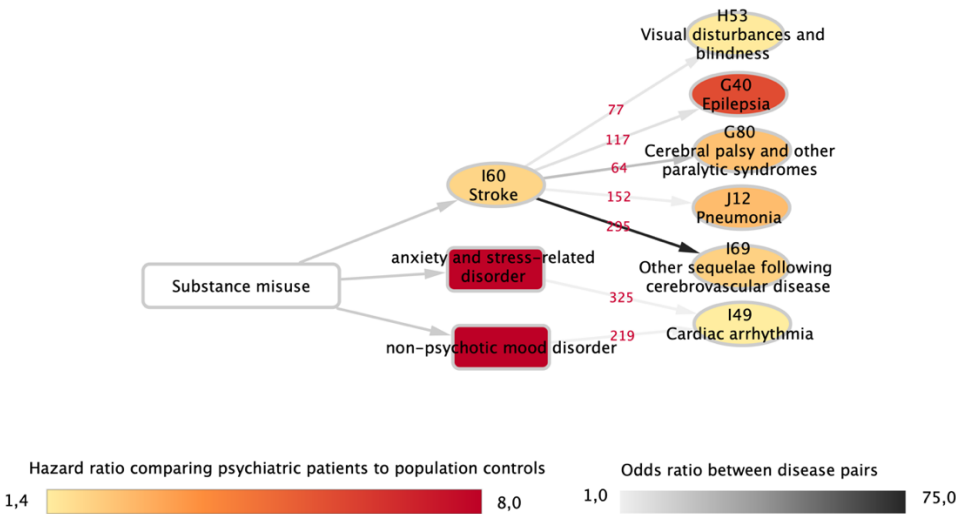 H53
Visual disturbances and
blindness
G40
Epilepsia
77
117
G80
Cerebral palsy and other
paralytic syndromes
64
I60
Stroke
152
J12
Pneumonia
295
I69
Other sequelae following
cerebrovascular disease
anxiety and stress-related
disorder
Substance misuse
325
I49
Cardiac arrhythmia
219
non-psychotic mood disorder
Hazard ratio comparing psychiatric patients to population controls
1,4
8,0
Odds ratio between disease pairs
1,0
75,0